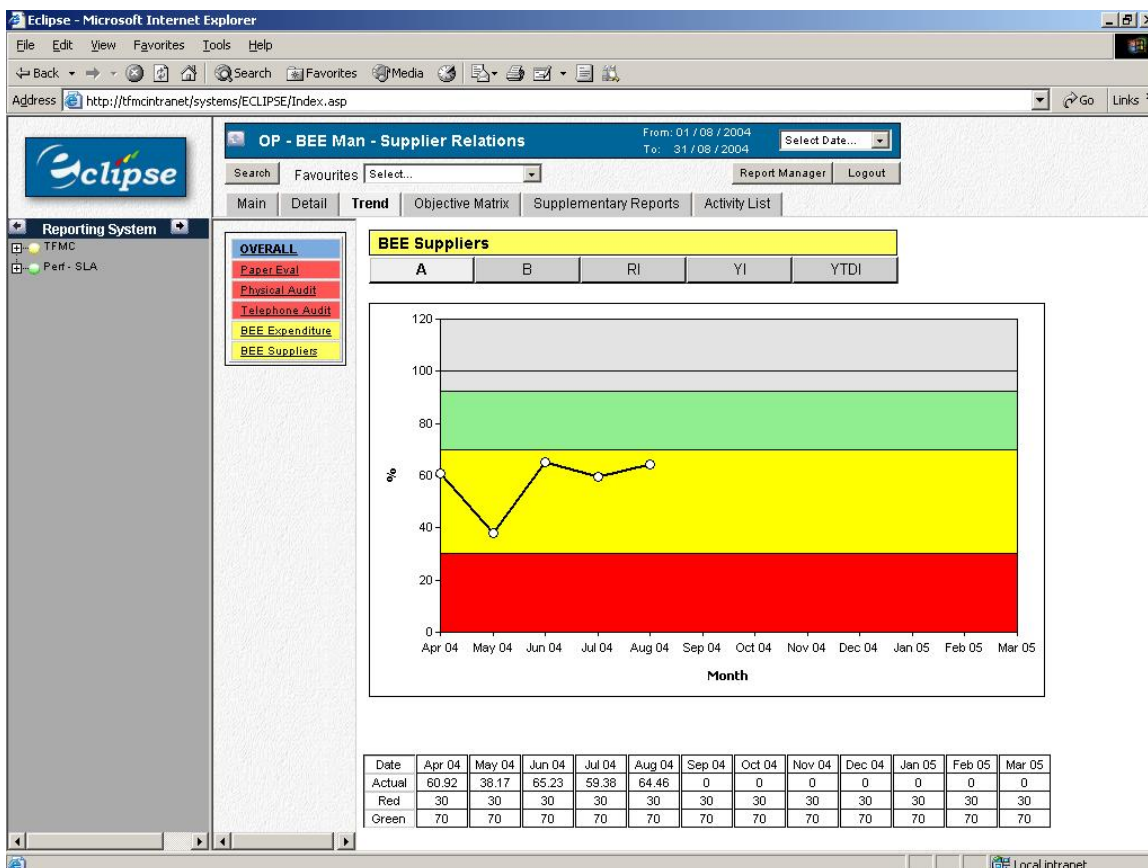 Eclipse - Microsoft Internet Explorer
File Edit View Favorites Tools Help
Back Search Favorites Media
Address http://tfmcintranet/systems/ECLIPSE/Index.asp Go Links
eclipse
OP - BEE Man - Supplier Relations
From: 01 / 08 / 2004
To: 31 / 08 / 2004
Select Date...
Search Favourites Select... Report Manager Logout
Main Detail Trend Objective Matrix Supplementary Reports Activity List
Reporting System
TFMC
Perf - SLA
OVERALL
Paper Eval
Physical Audit
Telephone Audit
BEE Expenditure
BEE Suppliers
BEE Suppliers
A B RI YI YTDI
120
100
80
60
40
20
0
%
Apr 04 May 04 Jun 04 Jul 04 Aug 04 Sep 04 Oct 04 Nov 04 Dec 04 Jan 05 Feb 05 Mar 05
Month
Date Apr 04 May 04 Jun 04 Jul 04 Aug 04 Sep 04 Oct 04 Nov 04 Dec 04 Jan 05 Feb 05 Mar 05
Actual 60.92 38.17 65.23 59.38 64.46 0 0 0 0 0 0 0
Red 30 30 30 30 30 30 30 30 30 30 30 30
Green 70 70 70 70 70 70 70 70 70 70 70 70
Local intranet